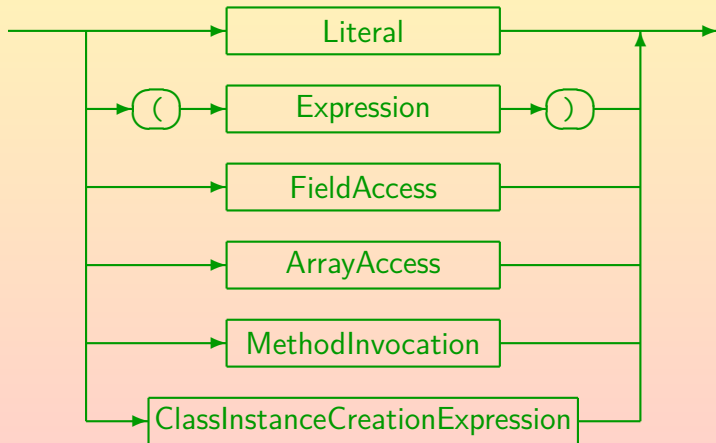 Literal
( Expression )
FieldAccess
ArrayAccess
MethodInvocation
ClassInstanceCreationExpression